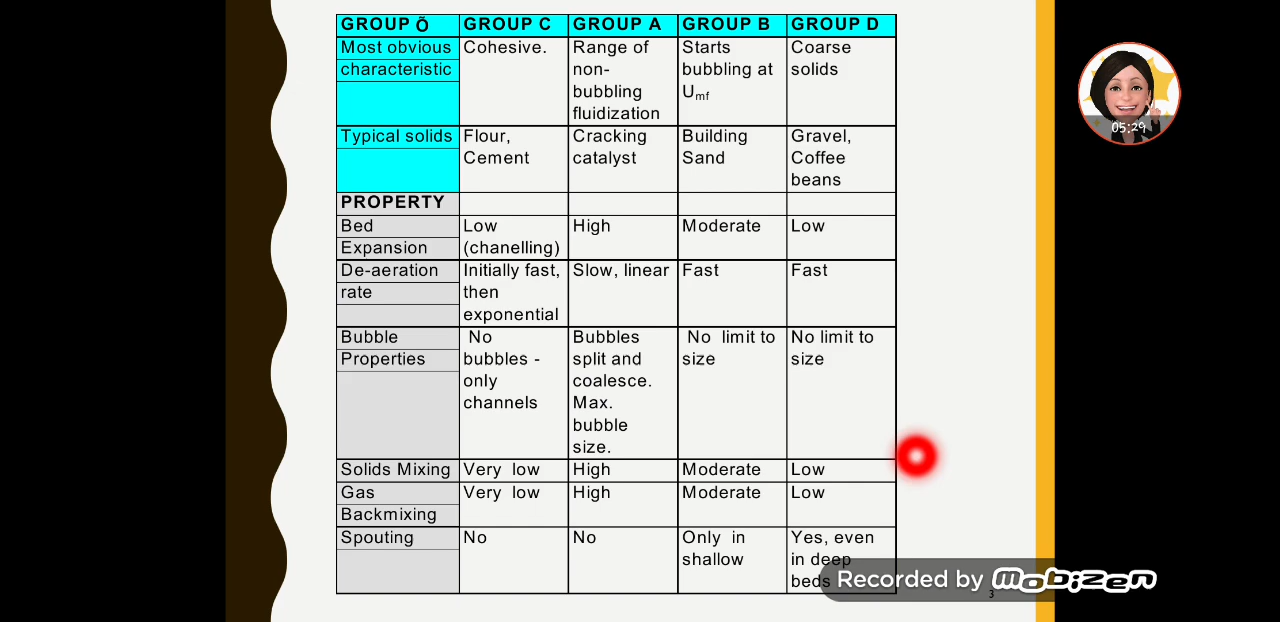 GROUP Õ GROUP C GROUP A GROUP B GROUP D
Most obvious characteristic
Cohesive.
Range of non-bubbling fluidization
Starts bubbling at Umf
Coarse solids
Typical solids
Flour, Cement
Cracking catalyst
Building Sand
Gravel, Coffee beans
PROPERTY
Bed Expansion
Low (chanelling)
High
Moderate
Low
De-aeration rate
Initially fast, then exponential
Slow, linear
Fast
Fast
Bubble Properties
No bubbles - only channels
Bubbles split and coalesce. Max. bubble size.
No limit to size
No limit to size
Solids Mixing
Very low
High
Moderate
Low
Gas Backmixing
Very low
High
Moderate
Low
Spouting
No
No
Only in shallow
Yes, even in deep beds
05:29
Recorded by mobizen
3